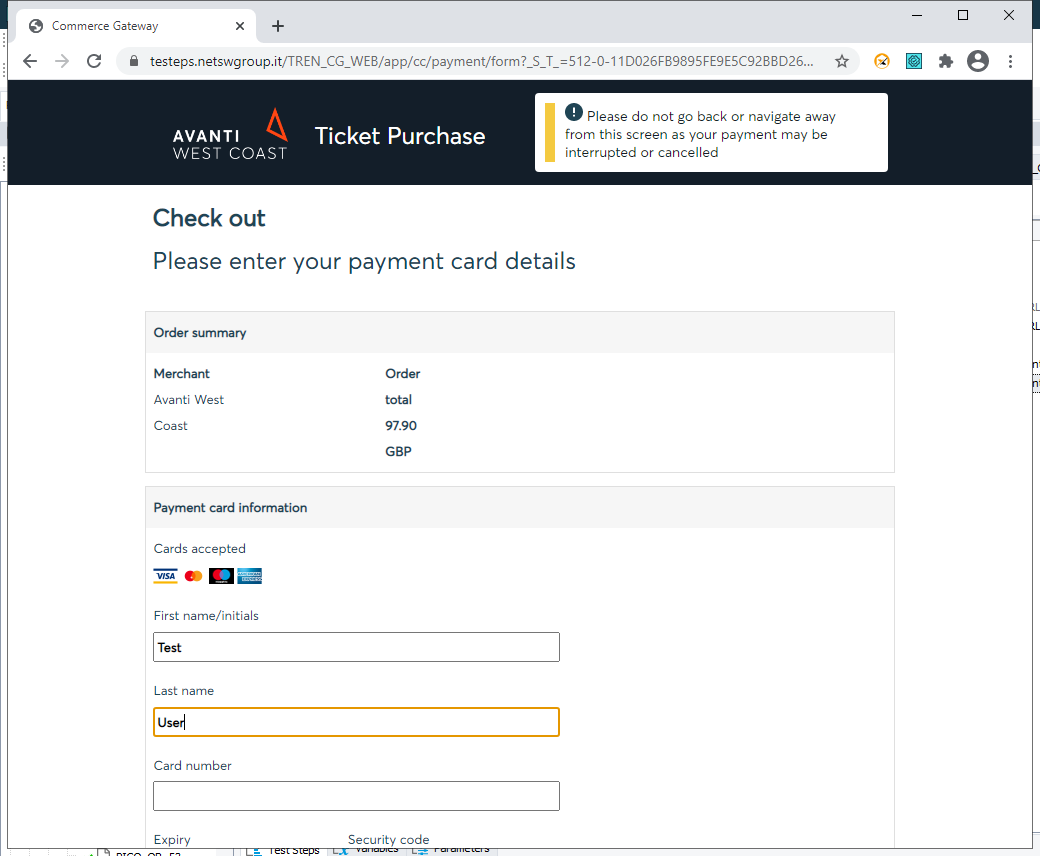 Commerce Gateway
testeps.netswgroup.it/TREN_CG_WEB/app/cc/payment/form?_S_T_=512-0-11D026FB9895FE9E5C92BBD26...
AVANTI
WEST COAST
Ticket Purchase
Please do not go back or navigate away
from this screen as your payment may be
interrupted or cancelled
Check out
Please enter your payment card details
Order summary
Merchant
Avanti West
Coast
Order
total
97.90
GBP
Payment card information
Cards accepted
VISA
First name/initials
Test
Last name
User
Card number
Expiry
Security code
Test Steps
Variables
Parameters